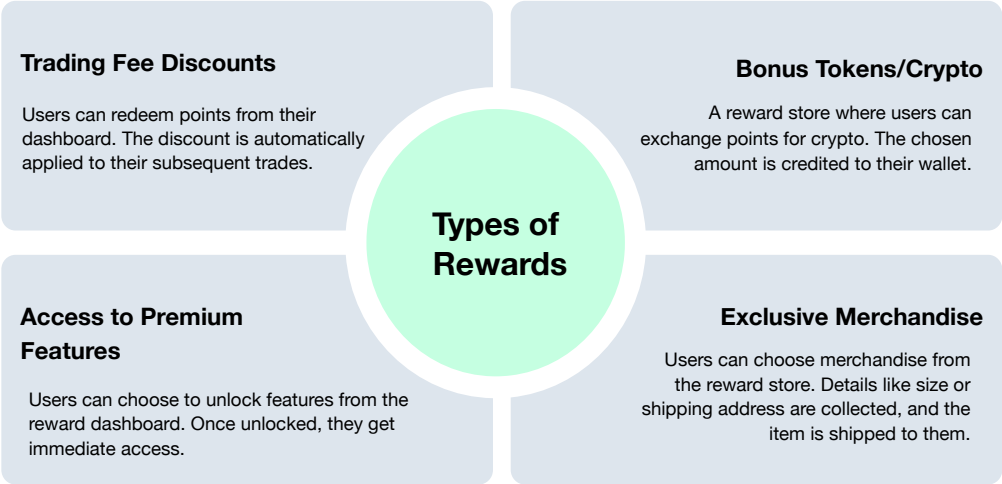 Trading Fee Discounts
Users can redeem points from their
dashboard. The discount is automatically
applied to their subsequent trades.
Bonus Tokens/Crypto
A reward store where users can
exchange points for crypto. The chosen
amount is credited to their wallet.
Types of
Rewards
Access to Premium
Features
Users can choose to unlock features from the
reward dashboard. Once unlocked, they get
immediate access.
Exclusive Merchandise
Users can choose merchandise from
the reward store. Details like size or
shipping address are collected, and the
item is shipped to them.